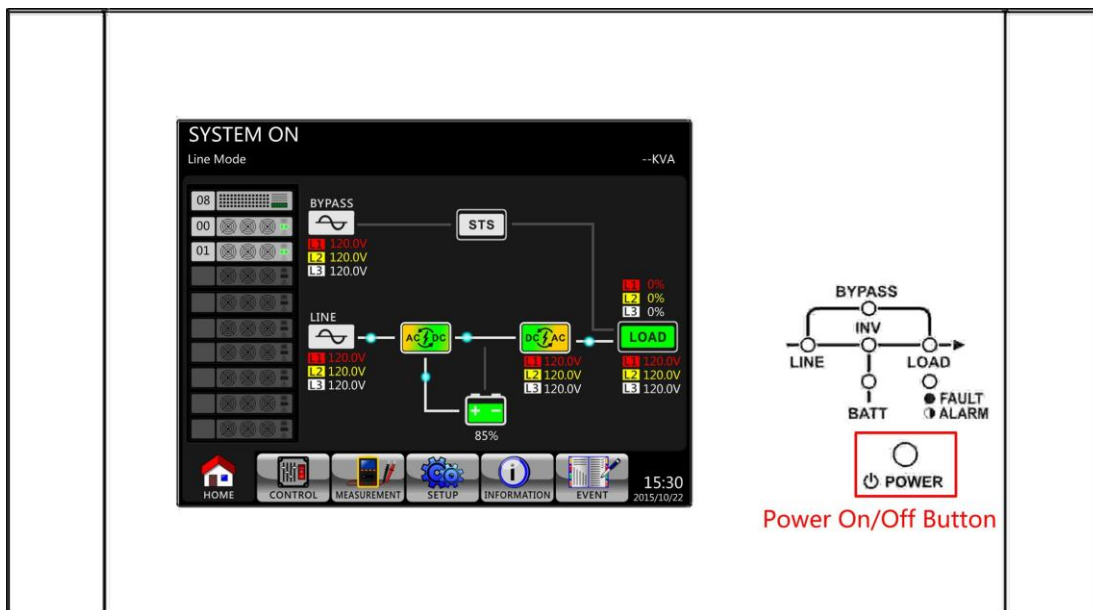 SYSTEM ON
Line Mode
--KVA
08
00
01
BYPASS
L1 120.0V
L2 120.0V
L3 120.0V
STS
LINE
L1 120.0V
L2 120.0V
L3 120.0V
AC DC
DC AC
L1 120.0V
L2 120.0V
L3 120.0V
L1 0%
L2 0%
L3 0%
LOAD
L1 120.0V
L2 120.0V
L3 120.0V
+ −
85%
HOME
CONTROL
MEASUREMENT
SETUP
INFORMATION
EVENT
15:30
2015/10/22
BYPASS
INV
LINE
LOAD
BATT
FAULT
ALARM
POWER
Power On/Off Button